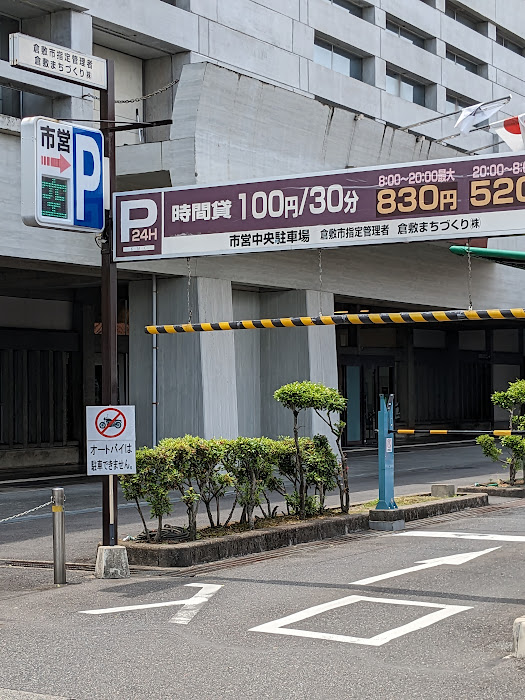 倉敷市指定管理者
倉敷まちづくり㈱
市営
空
P
P
24H
時間貸 100円/30分
8:00〜20:00最大
830円
20:00〜8:0
520
市営中央駐車場
倉敷市指定管理者 倉敷まちづくり㈱
オートバイは
駐車できません。